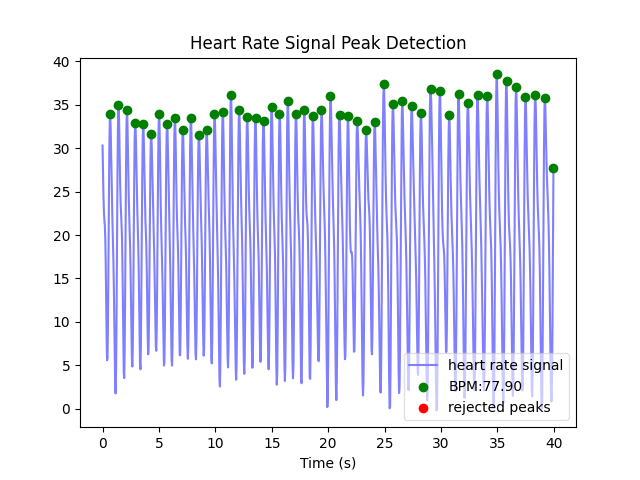 Heart Rate Signal Peak Detection
40
35
30
25
20
15
10
5
0
heart rate signal
BPM:77.90
rejected peaks
0 5 10 15 20 25 30 35 40
Time (s)